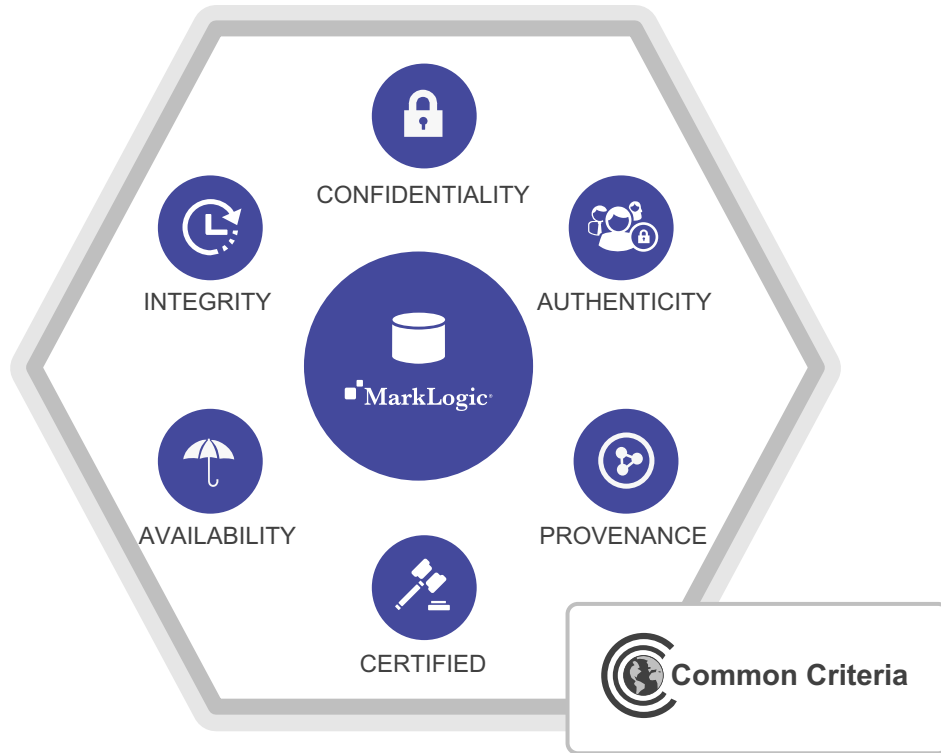 CONFIDENTIALITY
INTEGRITY
AUTHENTICITY
MarkLogic®
AVAILABILITY
PROVENANCE
CERTIFIED
Common Criteria